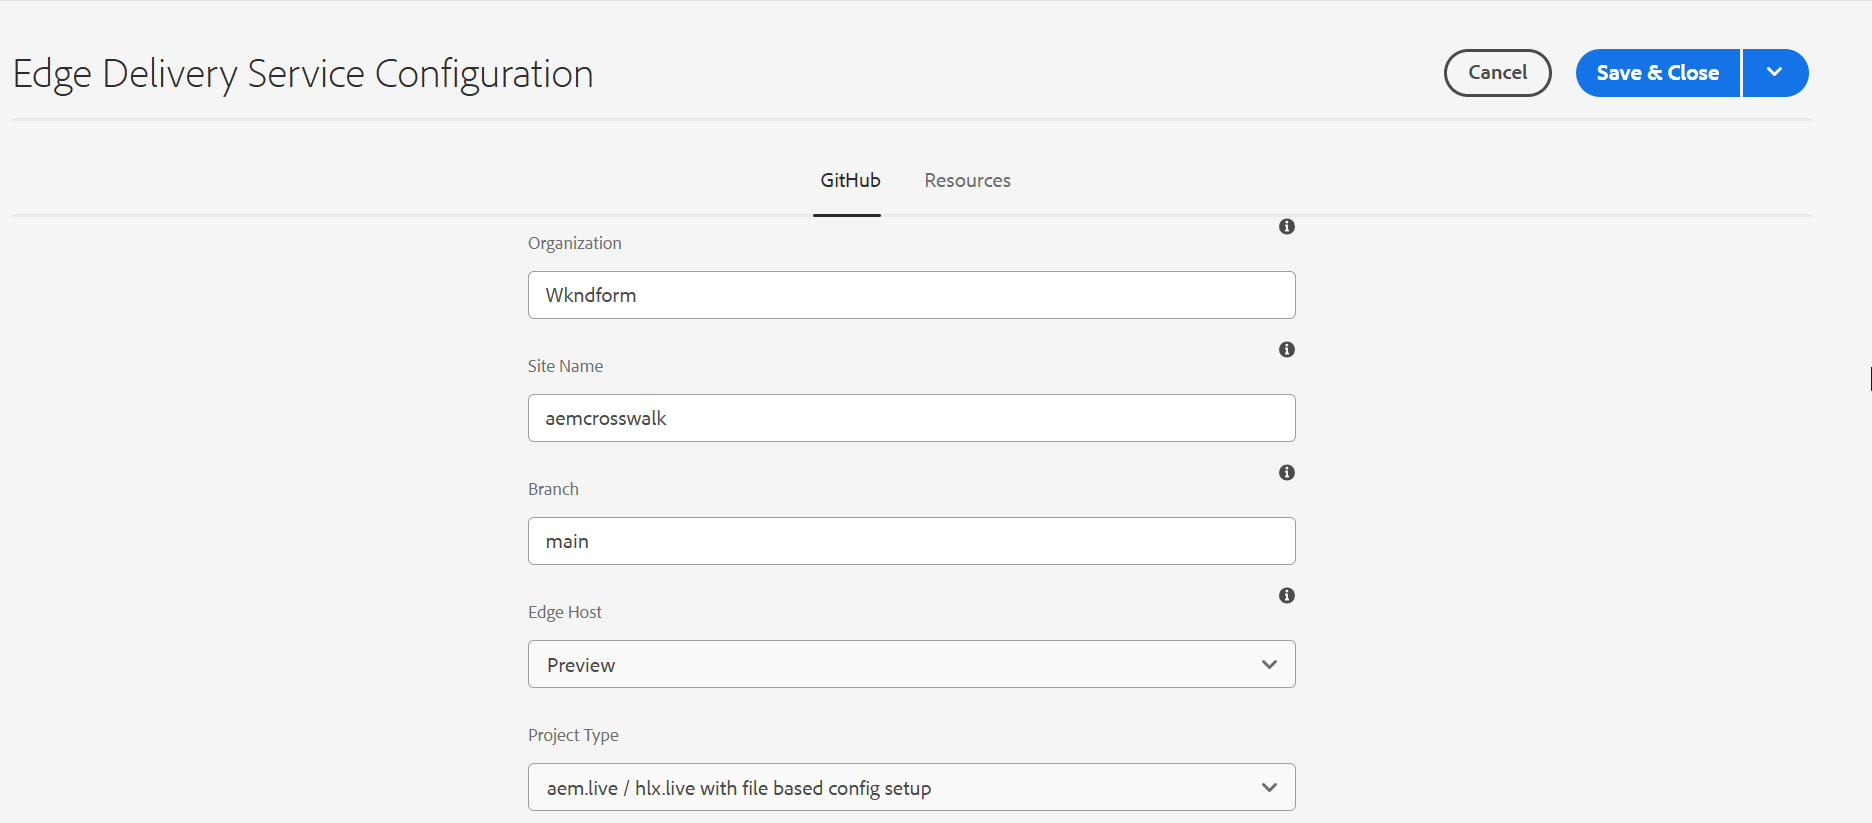 Edge Delivery Service Configuration
Cancel
Save & Close
GitHub
Resources
Organization
Wkndform
Site Name
aemcrosswalk
Branch
main
Edge Host
Preview
Project Type
aem.live / hlx.live with file based config setup